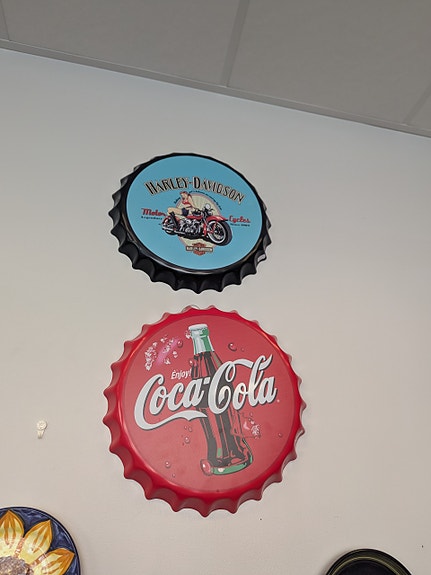 HARLEY-DAVIDSON
Motor Cycles
Enjoy
Coca-Cola